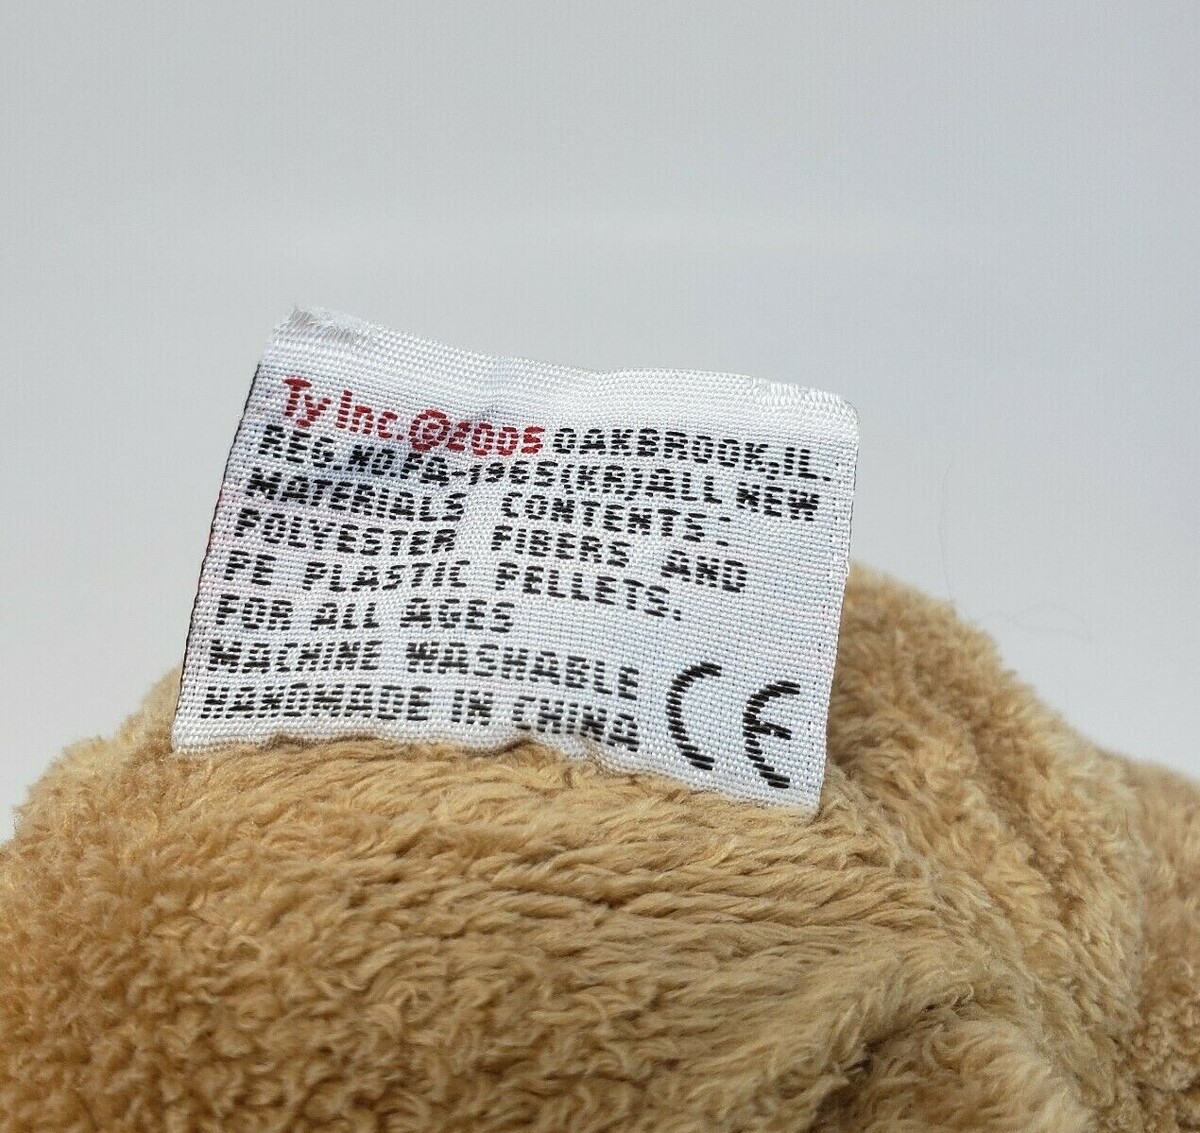 Ty Inc.©2005 OAKBROOK,IL.
REG.NO.PA-1965(KR)ALL NEW
MATERIALS CONTENTS:
POLYESTER FIBERS AND
PE PLASTIC PELLETS.
FOR ALL AGES
MACHINE WASHABLE
HANDMADE IN CHINA
CE